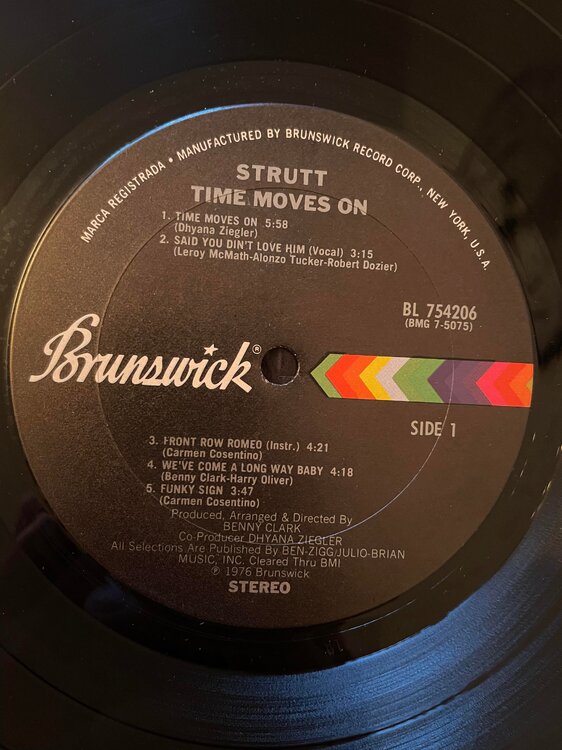 MARCA REGISTRADA • MANUFACTURED BY BRUNSWICK RECORD CORP., NEW YORK, U.S.A.
STRUTT
TIME MOVES ON
1. TIME MOVES ON 5:58
(Dhyana Ziegler)
2. SAID YOU DIN'T LOVE HIM (Vocal) 3:15
(Leroy McMath-Alonzo Tucker-Robert Dozier)
BL 754206
(BMG 7-5075)
Brunswick®
SIDE 1
3. FRONT ROW ROMEO (Instr.) 4:21
(Carmen Cosentino)
4. WE'VE COME A LONG WAY BABY 4:18
(Benny Clark-Harry Oliver)
5. FUNKY SIGN 3:47
(Carmen Cosentino)
Produced, Arranged & Directed By
BENNY CLARK
Co-Producer DHYANA ZIEGLER
All Selections Are Published By BEN-ZIGG/JULIO-BRIAN
MUSIC, INC. Cleared Thru BMI
℗ 1976 Brunswick
STEREO